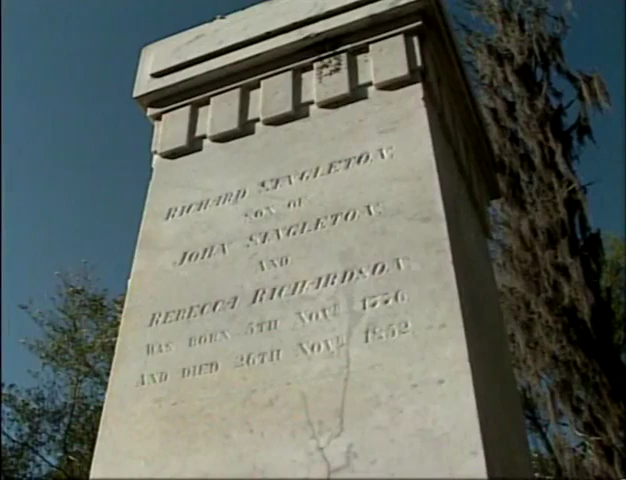 RICHARD SINGLETON,
SON OF
JOHN SINGLETON,
AND
REBECCA RICHARDSON,
WAS BORN 5TH NOVR 1776
AND DIED 26TH NOVR 1852.